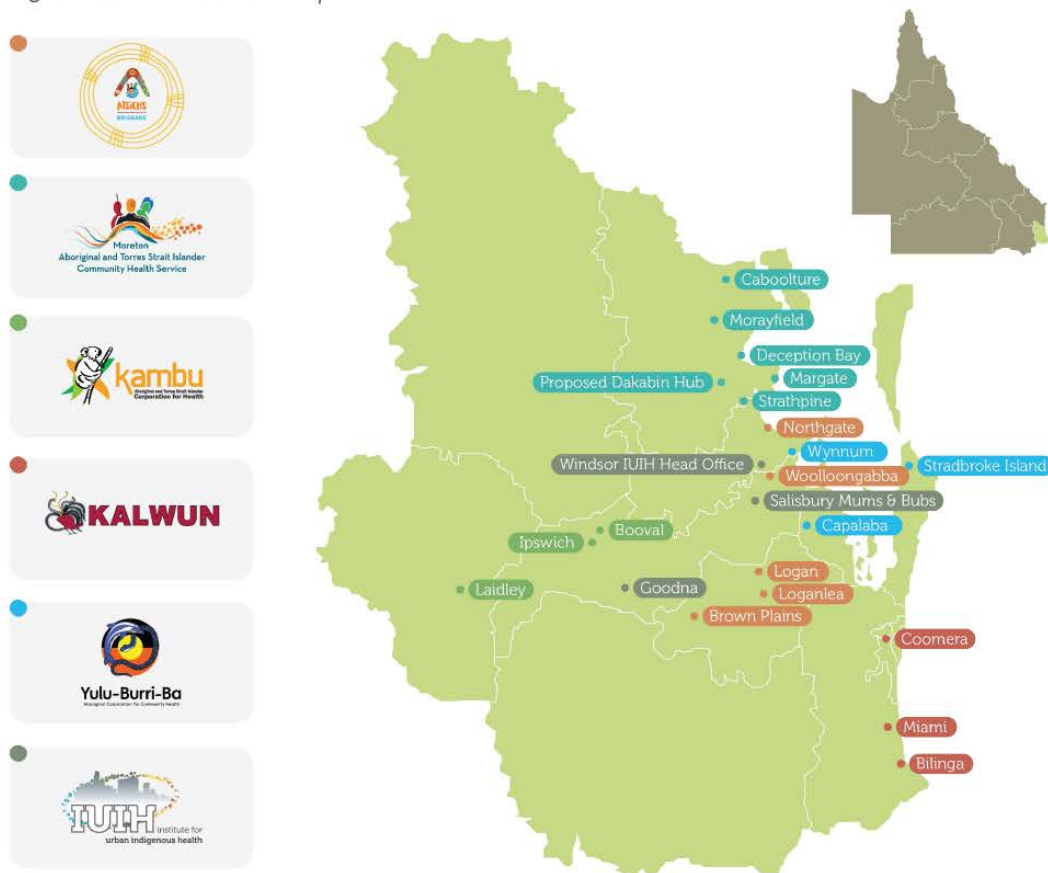 ATSICHS
BRISBANE
Moreton
Aboriginal and Torres Strait Islander
Community Health Service
kambu
Aboriginal and Torres Strait Islander
Corporation for Health
KALWUN
Yulu-Burri-Ba
Aboriginal Corporation for Community Health
IUIH institute for
urban indigenous health
Caboolture
Morayfield
Deception Bay
Proposed Dakabin Hub
Margate
Strathpine
Northgate
Wynnum
Windsor IUIH Head Office
Stradbroke Island
Woolloongabba
Salisbury Mums & Bubs
Capalaba
Booval
Ipswich
Logan
Goodna
Laidley
Loganlea
Brown Plains
Coomera
Miami
Bilinga